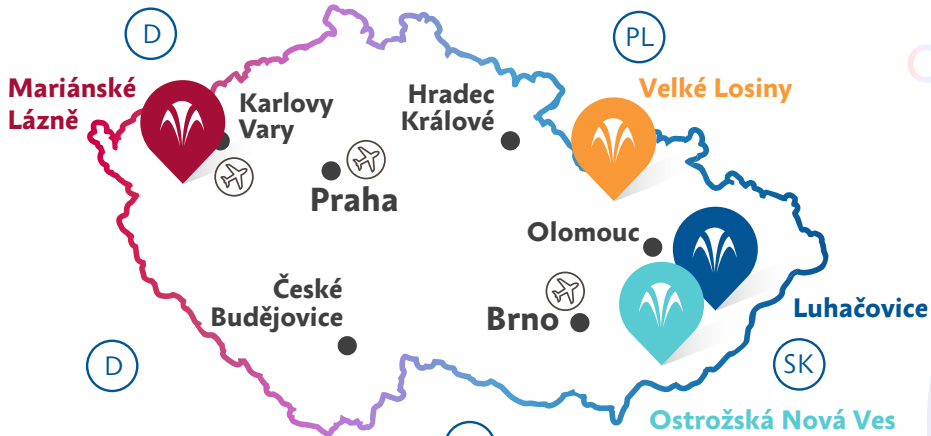 D
PL
Mariánské
Lázně
Karlovy
Vary
Hradec
Králové
Velké Losiny
Praha
Olomouc
České
Budějovice
Brno
Luhačovice
D
SK
Ostrožská Nová Ves